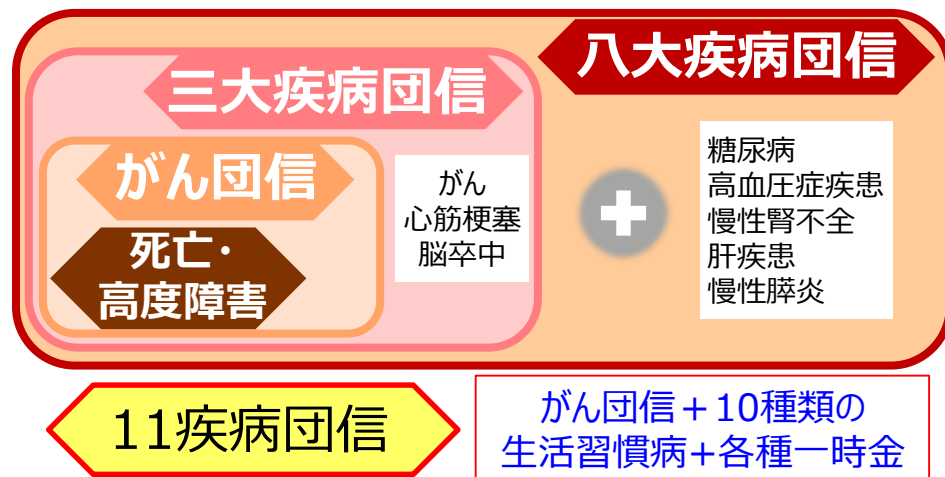 八大疾病団信
三大疾病団信
がん団信
死亡・
高度障害
がん
心筋梗塞
脳卒中
糖尿病
高血圧症疾患
慢性腎不全
肝疾患
慢性膵炎
11疾病団信
がん団信＋10種類の
生活習慣病+各種一時金